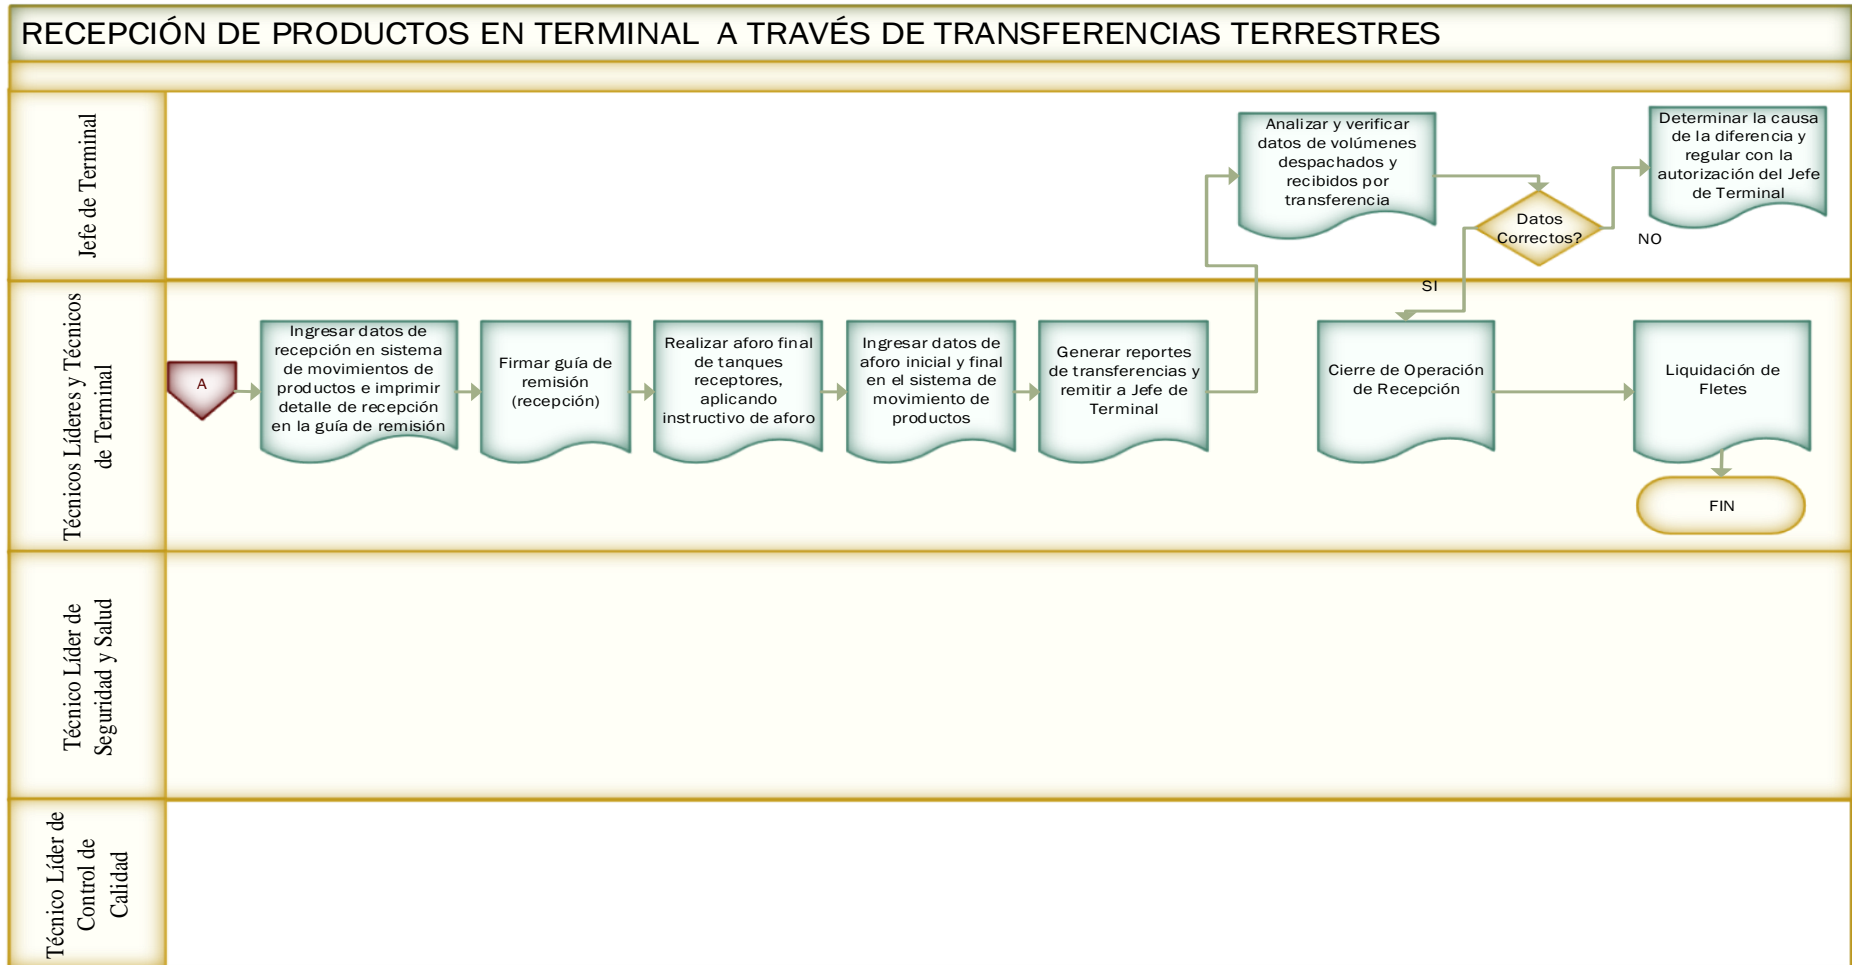 RECEPCIÓN DE PRODUCTOS EN TERMINAL A TRAVÉS DE TRANSFERENCIAS TERRESTRES
Jefe de Terminal
Analizar y verificar
datos de volúmenes
despachados y
recibidos por
transferencia
Datos
Correctos?
NO
SI
Determinar la causa
de la diferencia y
regular con la
autorización del Jefe
de Terminal
Técnicos Líderes y Técnicos
de Terminal
A
Ingresar datos de
recepción en sistema
de movimientos de
productos e imprimir
detalle de recepción
en la guía de remisión
Firmar guía de
remisión
(recepción)
Realizar aforo final
de tanques
receptores,
aplicando
instructivo de aforo
Ingresar datos de
aforo inicial y final
en el sistema de
movimiento de
productos
Generar reportes
de transferencias y
remitir a Jefe de
Terminal
Cierre de Operación
de Recepción
Liquidación de
Fletes
FIN
Técnico Líder de
Seguridad y Salud
Técnico Líder de
Control de
Calidad